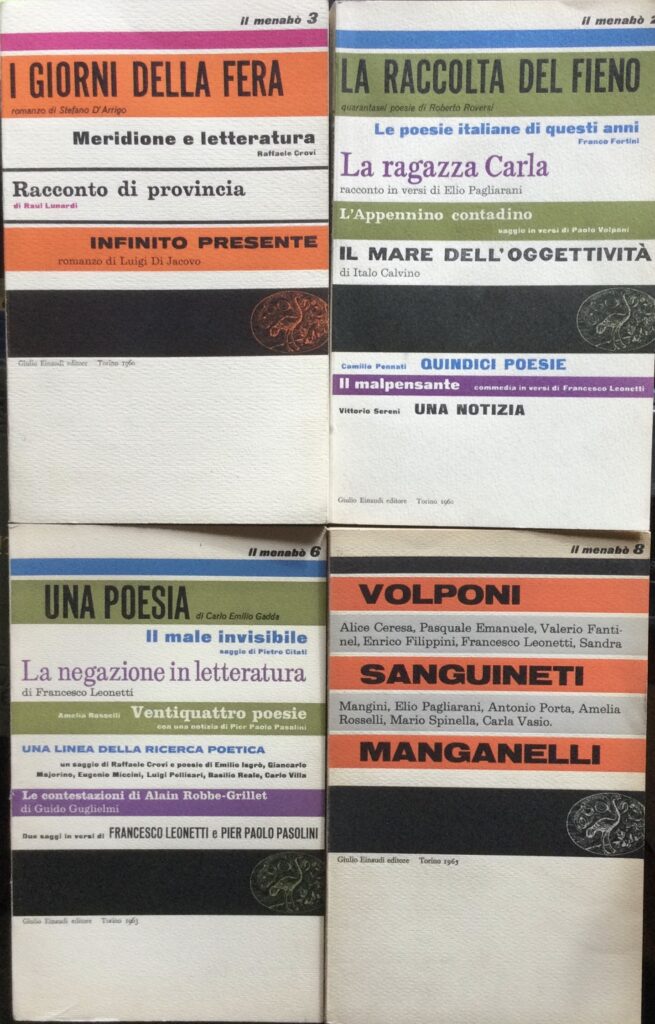 il menabò 3
I GIORNI DELLA FERA
romanzo di Stefano D'Arrigo
Meridione e letteratura
Raffaele Crovi
Racconto di provincia
di Raul Lunardi
INFINITO PRESENTE
romanzo di Luigi Di Jacovo
Giulio Einaudi editore Torino 1960
il menabò 2
LA RACCOLTA DEL FIENO
quarantasei poesie di Roberto Roversi
Le poesie italiane di questi anni
Franco Fortini
La ragazza Carla
racconto in versi di Elio Pagliarani
L'Appennino contadino
saggio in versi di Paolo Volponi
IL MARE DELL'OGGETTIVITÀ
di Italo Calvino
Camillo Pennati QUINDICI POESIE
Il malpensante commedia in versi di Francesco Leonetti
Vittorio Sereni UNA NOTIZIA
Giulio Einaudi editore Torino 1960
il menabò 6
UNA POESIA di Carlo Emilio Gadda
Il male invisibile
saggio di Pietro Citati
La negazione in letteratura
di Francesco Leonetti
Amelia Rosselli Ventiquattro poesie
con una notizia di Pier Paolo Pasolini
UNA LINEA DELLA RICERCA POETICA
un saggio di Raffaele Crovi e poesie di Emilio Isgrò, Giancarlo
Majorino, Eugenio Miccini, Luigi Pellisari, Basilio Reale, Carlo Villa
Le contestazioni di Alain Robbe-Grillet
di Guido Guglielmi
Due saggi in versi di FRANCESCO LEONETTI e PIER PAOLO PASOLINI
Giulio Einaudi editore Torino 1963
il menabò 8
VOLPONI
Alice Ceresa, Pasquale Emanuele, Valerio Fanti-
nel, Enrico Filippini, Francesco Leonetti, Sandra
SANGUINETI
Mangini, Elio Pagliarani, Antonio Porta, Amelia
Rosselli, Mario Spinella, Carla Vasio.
MANGANELLI
Giulio Einaudi editore Torino 1965